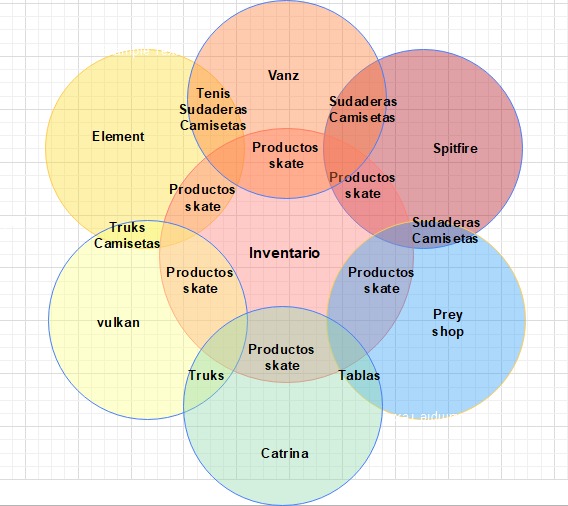 Vanz
Tenis
Sudaderas
Camisetas
Sudaderas
Camisetas
Element
Spitfire
Productos
skate
Productos
skate
Productos
skate
Truks
Camisetas
Sudaderas
Camisetas
Inventario
Productos
skate
Productos
skate
vulkan
Prey
shop
Productos
skate
Truks
Tablas
Catrina